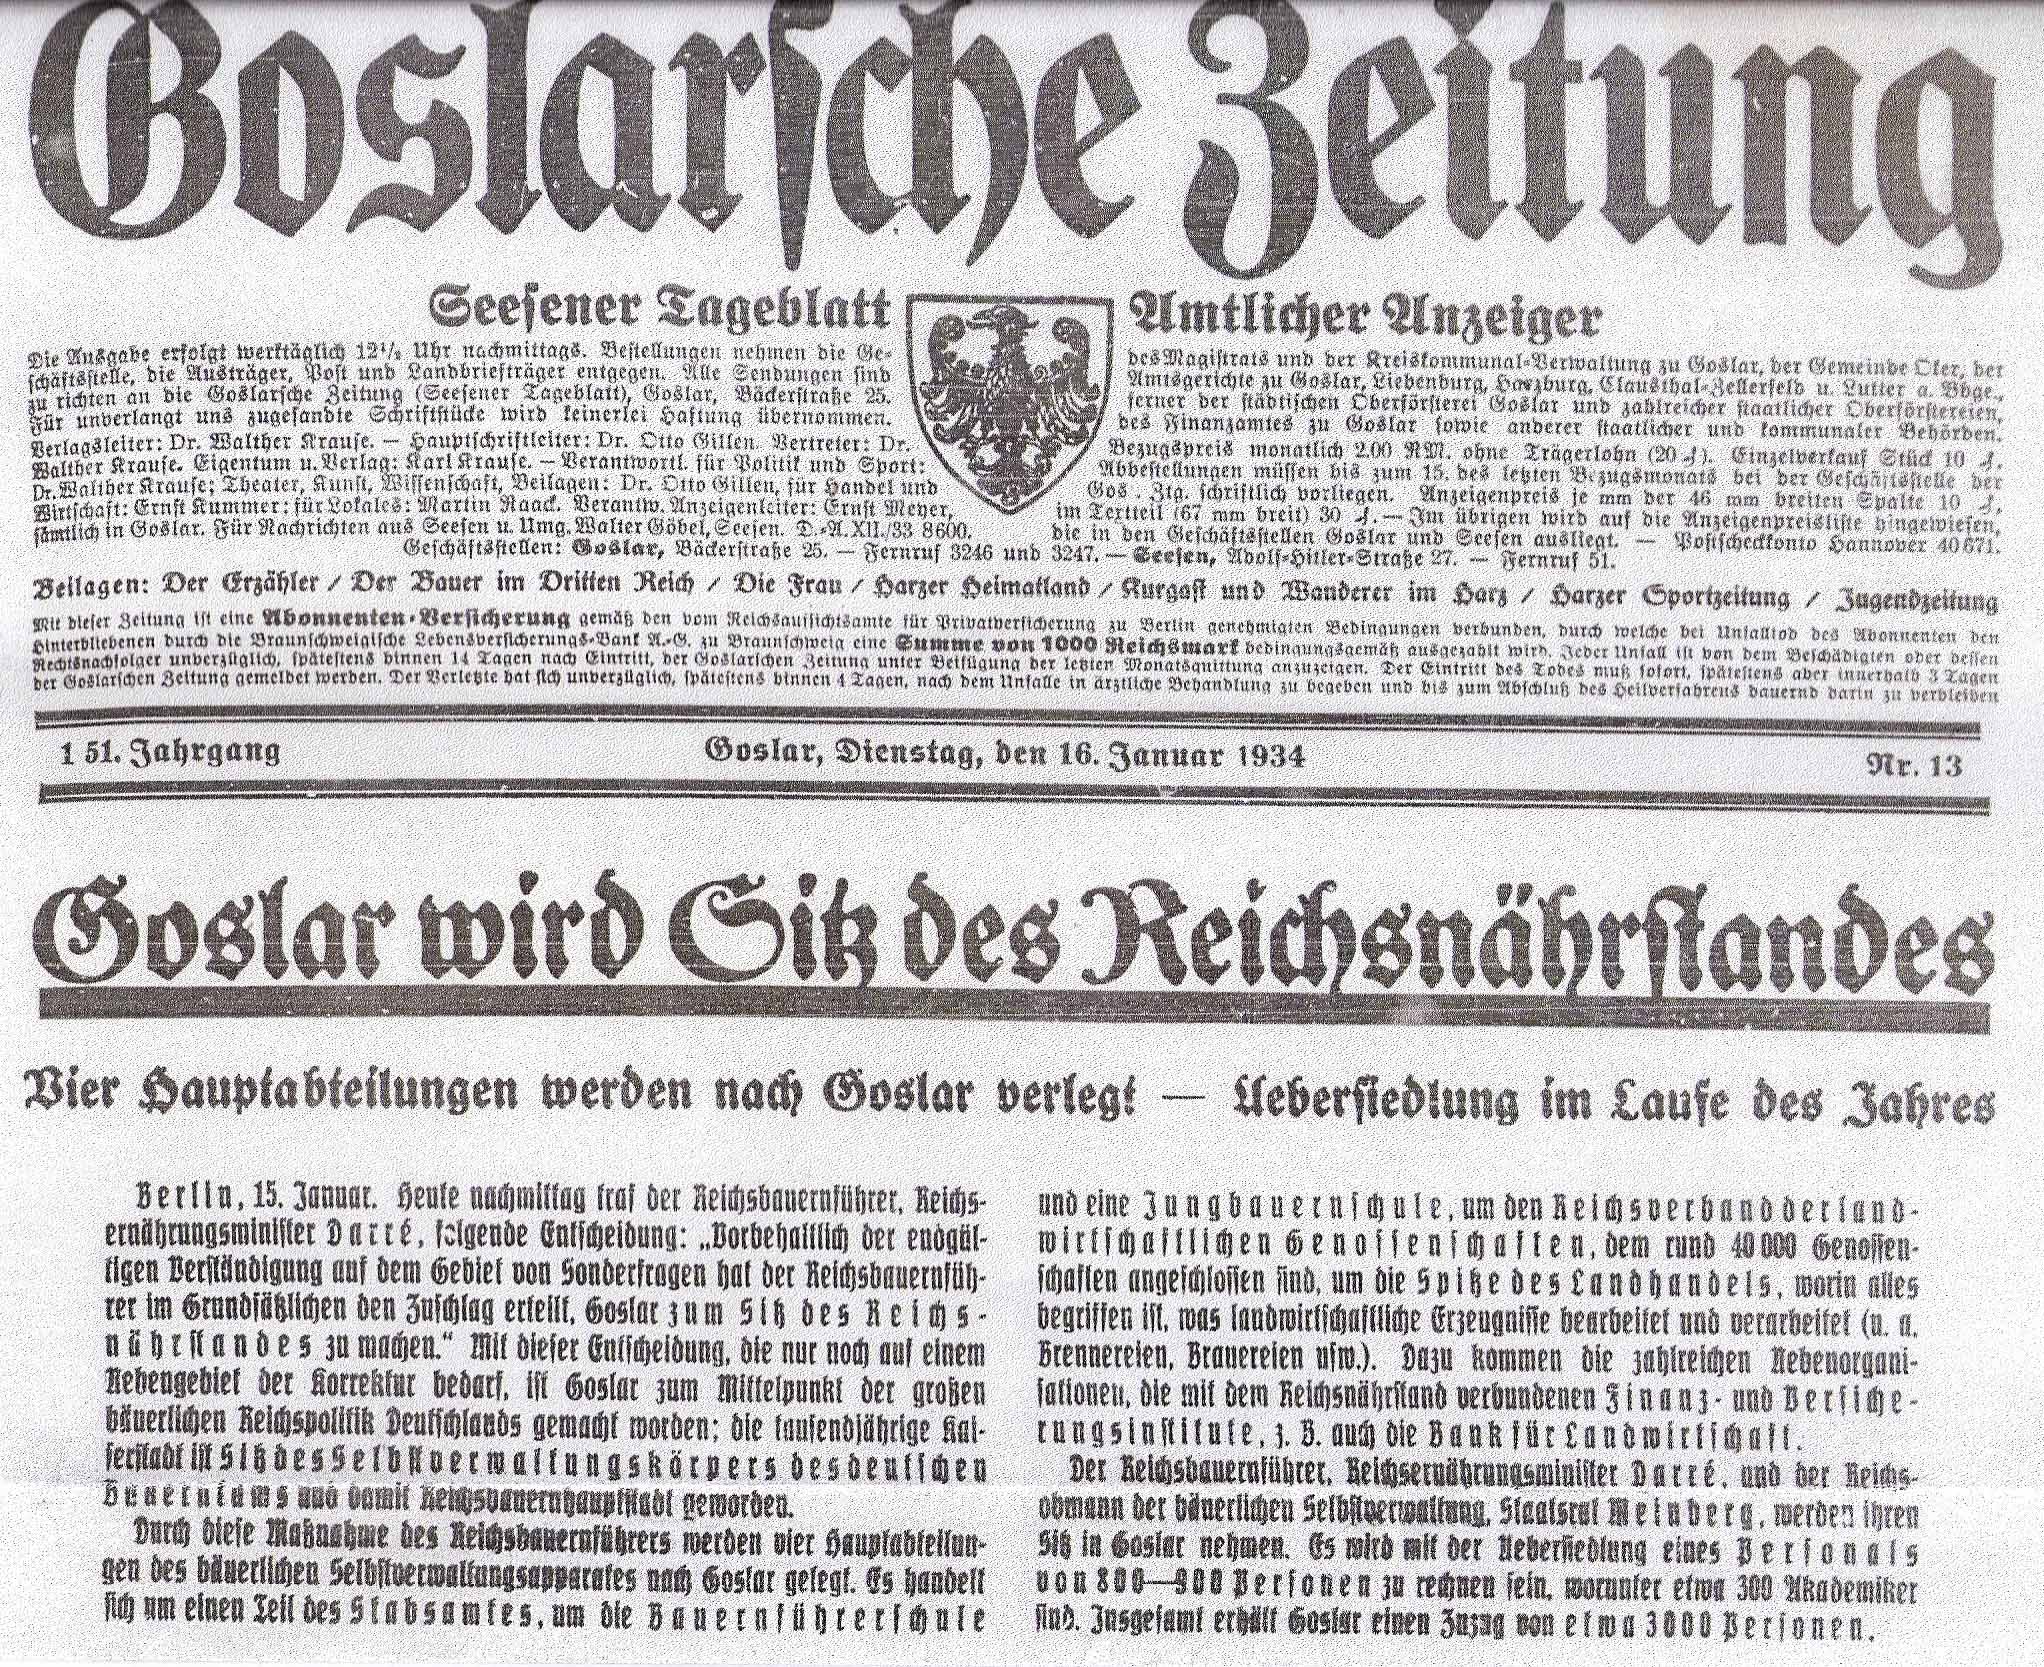 Goslarsche Zeitung
Seesener Tageblatt
Die Ausgabe erfolgt werktäglich 12½ Uhr nachmittags. Bestellungen nehmen die Ge-
schäftsstelle, die Austräger, Post und Landbriefträger entgegen. Alle Sendungen sind
zu richten an die Goslarsche Zeitung (Seesener Tageblatt), Goslar, Bäckerstraße 25.
Für unverlangt uns zugesandte Schriftstücke wird keinerlei Haftung übernommen.
Verlagsleiter: Dr. Walther Krause. — Hauptschriftleiter: Dr. Otto Gillen. Vertreter: Dr.
Walther Krause. Eigentum u. Verlag: Karl Krause. — Verantwortl. für Politik und Sport:
Dr. Walther Krause; Theater, Kunst, Wissenschaft, Beilagen: Dr. Otto Gillen, für Handel und
Wirtschaft: Ernst Kummer; für Lokales: Martin Raack. Verantw. Anzeigenleiter: Ernst Meyer,
sämtlich in Goslar. Für Nachrichten aus Seesen u. Umg. Walter Göbel, Seesen. D.-A. XII./33 8600.
Amtlicher Anzeiger
des Magistrats und der Kreiskommunal-Verwaltung zu Goslar, der Gemeinde Oker, der
Amtsgerichte zu Goslar, Liebenburg, Harzburg, Clausthal-Zellerfeld u. Lutter a. Bbge.,
ferner der städtischen Oberförsterei Goslar und zahlreicher staatlicher Oberförstereien,
des Finanzamtes zu Goslar sowie anderer staatlicher und kommunaler Behörden.
Bezugspreis monatlich 2.00 RM. ohne Trägerlohn (20 ₰). Einzelverkauf Stück 10 ₰.
Abbestellungen müssen bis zum 15. des letzten Bezugsmonats bei der Geschäftsstelle der
Gos. Ztg. schriftlich vorliegen. Anzeigenpreis je mm der 46 mm breiten Spalte 10 ₰,
im Textteil (67 mm breit) 30 ₰. — Im übrigen wird auf die Anzeigenpreisliste hingewiesen,
die in den Geschäftsstellen Goslar und Seesen ausliegt. — Postscheckkonto Hannover 40671.
Geschäftsstellen: Goslar, Bäckerstraße 25. — Fernruf 3246 und 3247. — Seesen, Adolf-Hitler-Straße 27. — Fernruf 51.
Beilagen: Der Erzähler / Der Bauer im Dritten Reich / Die Frau / Harzer Heimatland / Kurgast und Wanderer im Harz / Harzer Sportzeitung / Jugendzeitung
Mit dieser Zeitung ist eine Abonnenten-Versicherung gemäß den vom Reichsaufsichtsamte für Privatversicherung zu Berlin genehmigten Bedingungen verbunden, durch welche bei Unfalltod des Abonnenten den
Hinterbliebenen durch die Braunschweigische Lebensversicherungs-Bank A.-G. zu Braunschweig eine Summe von 1000 Reichsmark bedingungsgemäß ausgezahlt wird. Jeder Unfall ist von dem Beschädigten oder dessen
Rechtsnachfolger unverzüglich, spätestens binnen 14 Tagen nach Eintritt, der Goslarschen Zeitung unter Beifügung der letzten Monatsquittung anzuzeigen. Der Eintritt des Todes muß sofort, spätestens aber innerhalb 3 Tagen
der Goslarschen Zeitung gemeldet werden. Der Verletzte hat sich unverzüglich, spätestens binnen 4 Tagen, nach dem Unfalle in ärztliche Behandlung zu begeben und bis zum Abschluß des Heilverfahrens dauernd darin zu verbleiben
151. Jahrgang Goslar, Dienstag, den 16. Januar 1934 Nr. 13
Goslar wird Sitz des Reichsnährstandes
Vier Hauptabteilungen werden nach Goslar verlegt — Uebersiedlung im Laufe des Jahres
Berlin, 15. Januar. Heute nachmittag traf der Reichsbauernführer, Reichs-
ernährungsminister Darré, folgende Entscheidung: „Vorbehaltlich der endgül-
tigen Verständigung auf dem Gebiet von Sonderfragen hat der Reichsbauernfüh-
rer im Grundsätzlichen den Zuschlag erteilt, Goslar zum Sitz des Reichs-
nährstandes zu machen.“ Mit dieser Entscheidung, die nur noch auf einem
Nebengebiet der Korrektur bedarf, ist Goslar zum Mittelpunkt der großen
bäuerlichen Reichspolitik Deutschlands gemacht worden; die tausendjährige Kai-
serstadt ist Sitz des Selbstverwaltungskörpers des deutschen
Bauerntums und damit Reichsbauernhauptstadt geworden.
Durch diese Maßnahme des Reichsbauernführers werden vier Hauptabteilun-
gen des bäuerlichen Selbstverwaltungsapparates nach Goslar gelegt. Es handelt
sich um einen Teil des Stabsamtes, um die Bauernführerschule
und eine Jungbauernschule, um den Reichsverband der land-
wirtschaftlichen Genossenschaften, dem rund 40 000 Genossen-
schaften angeschlossen sind, um die Spitze des Landhandels, worin alles
begriffen ist, was landwirtschaftliche Erzeugnisse bearbeitet und verarbeitet (u. a.
Brennereien, Brauereien usw.). Dazu kommen die zahlreichen Nebenorgani-
sationen, die mit dem Reichsnährstand verbundenen Finanz- und Versiche-
rungsinstitute, z. B. auch die Bank für Landwirtschaft.
Der Reichsbauernführer, Reichsernährungsminister Darré, und der Reichs-
obmann der bäuerlichen Selbstverwaltung, Staatsrat Meinberg, werden ihren
Sitz in Goslar nehmen. Es wird mit der Uebersiedlung eines Personals
von 800—900 Personen zu rechnen sein, worunter etwa 300 Akademiker
sind. Insgesamt erhält Goslar einen Zuzug von etwa 3000 Personen.